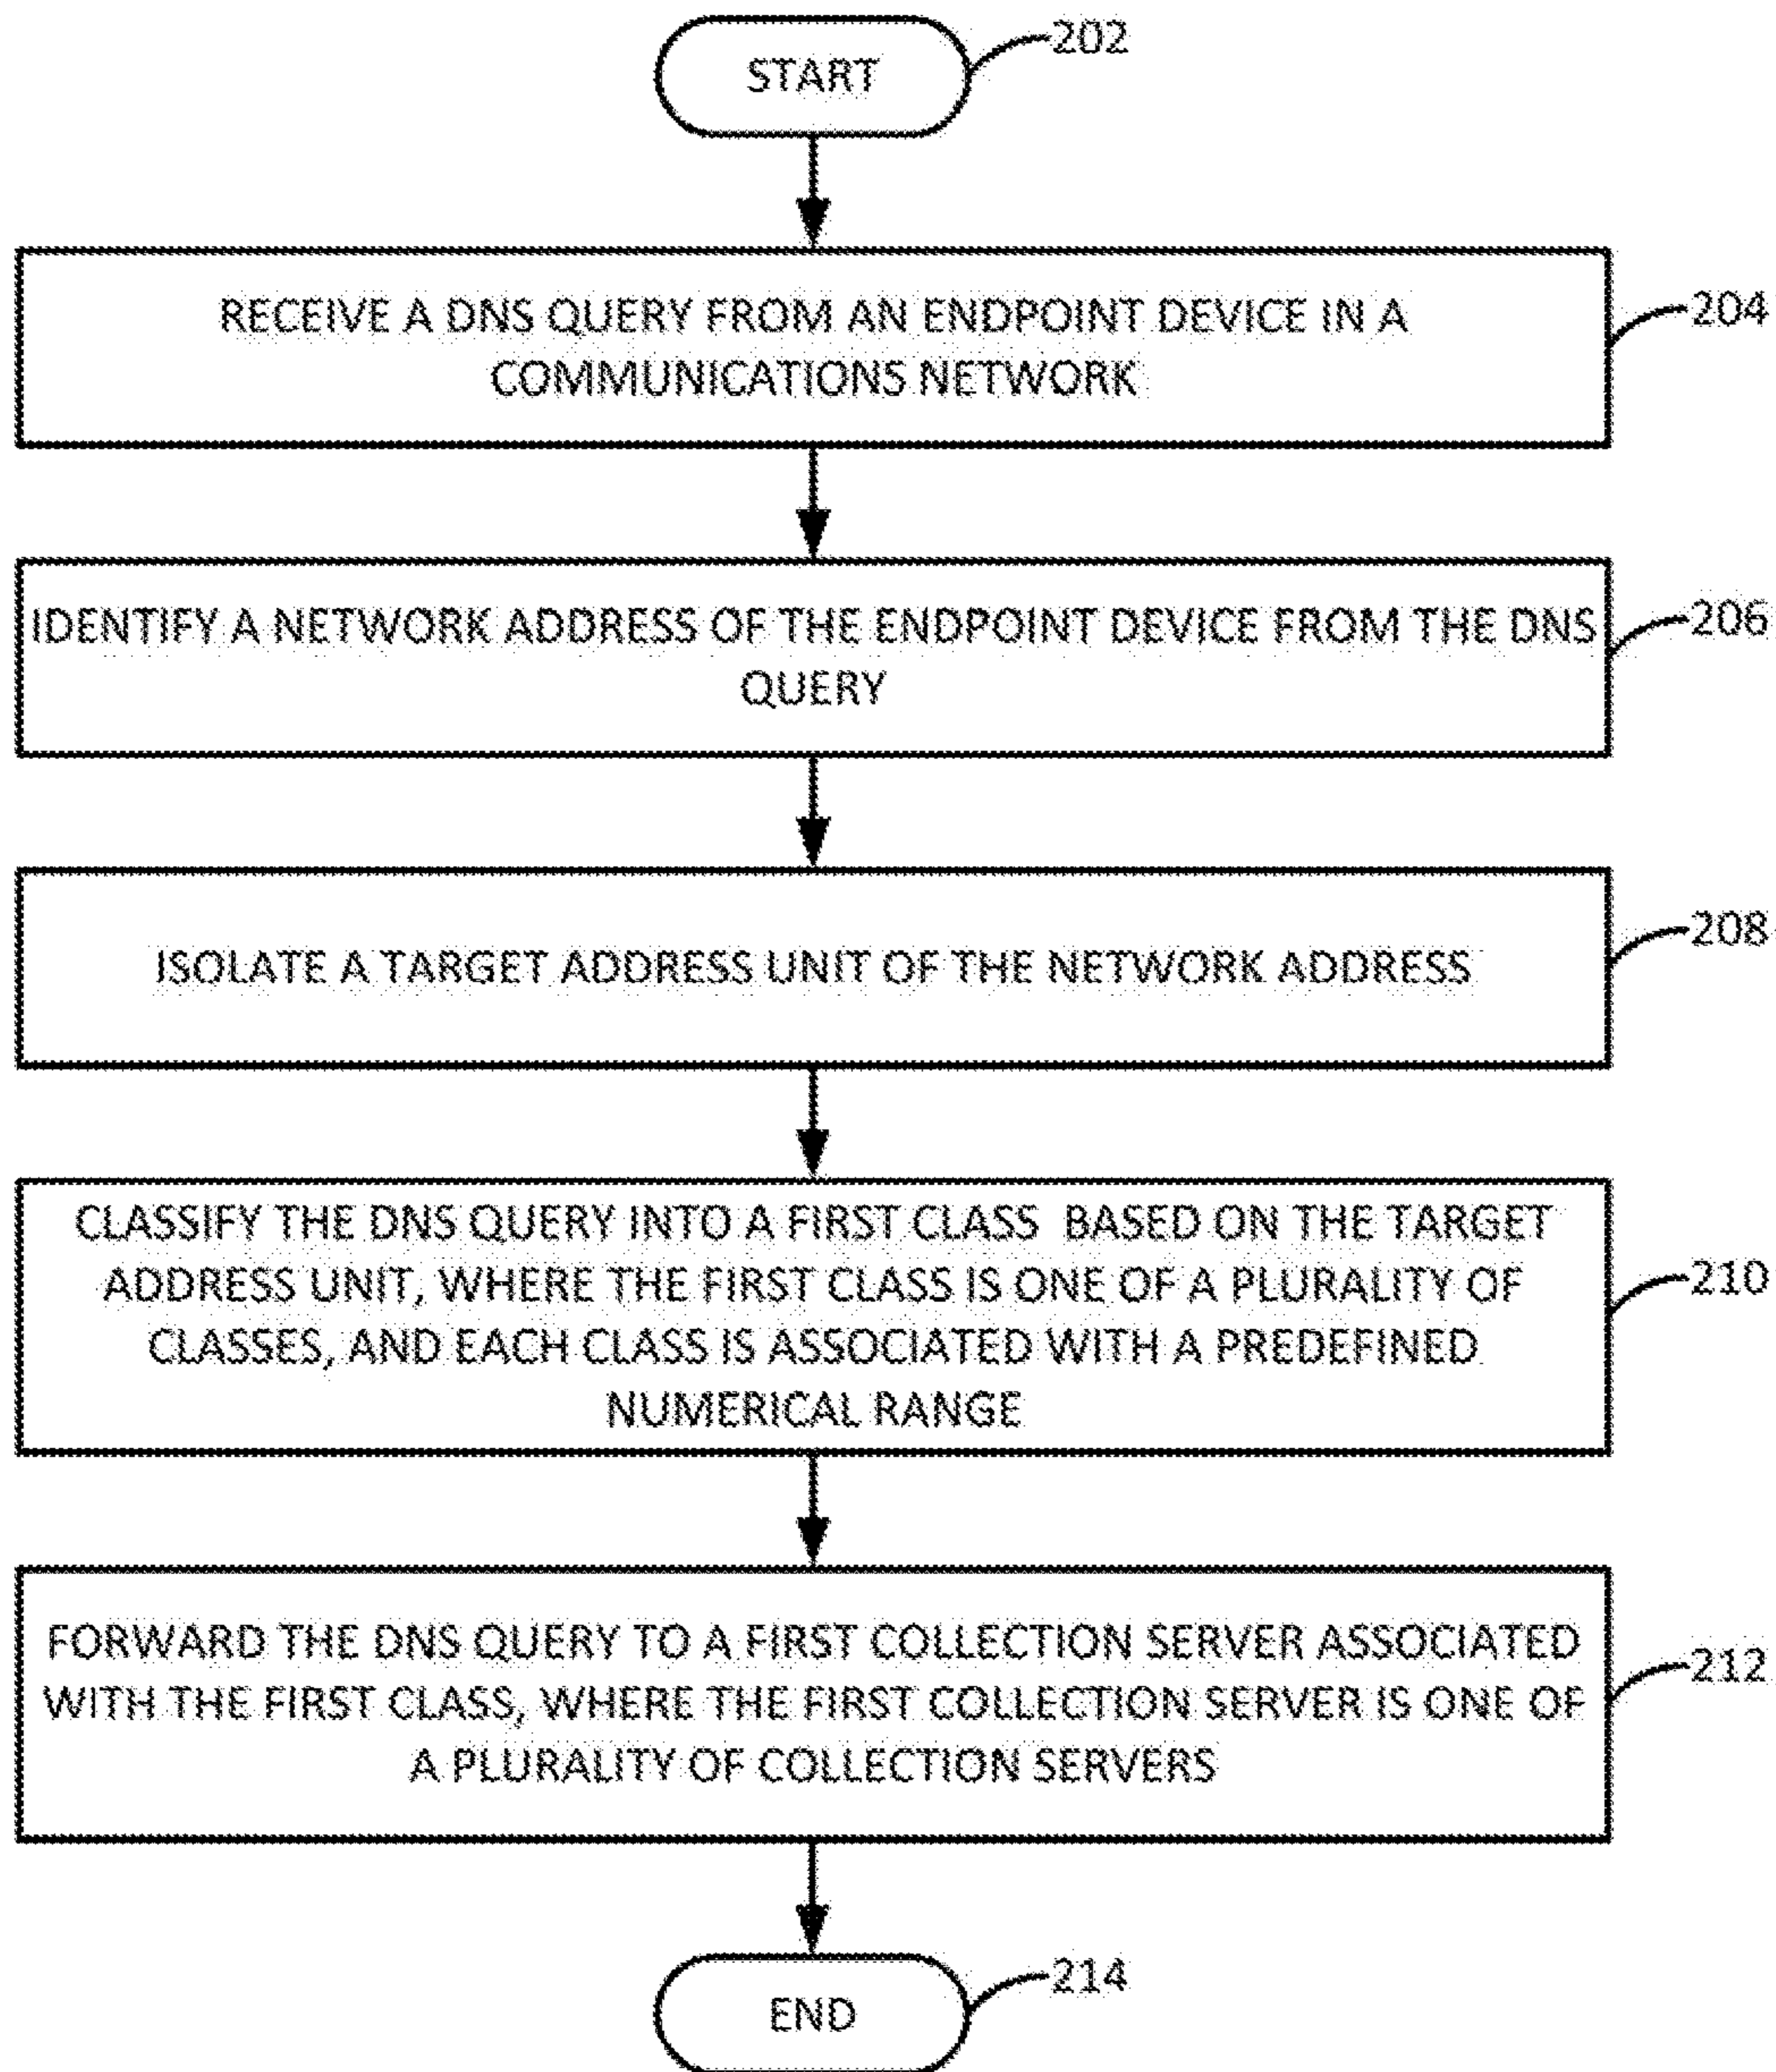 START
202
RECEIVE A DNS QUERY FROM AN ENDPOINT DEVICE IN A
COMMUNICATIONS NETWORK
204
IDENTIFY A NETWORK ADDRESS OF THE ENDPOINT DEVICE FROM THE DNS
QUERY
206
ISOLATE A TARGET ADDRESS UNIT OF THE NETWORK ADDRESS
208
CLASSIFY THE DNS QUERY INTO A FIRST CLASS BASED ON THE TARGET
ADDRESS UNIT, WHERE THE FIRST CLASS IS ONE OF A PLURALITY OF
CLASSES, AND EACH CLASS IS ASSOCIATED WITH A PREDEFINED
NUMERICAL RANGE
210
FORWARD THE DNS QUERY TO A FIRST COLLECTION SERVER ASSOCIATED
WITH THE FIRST CLASS, WHERE THE FIRST COLLECTION SERVER IS ONE OF
A PLURALITY OF COLLECTION SERVERS
212
END
214